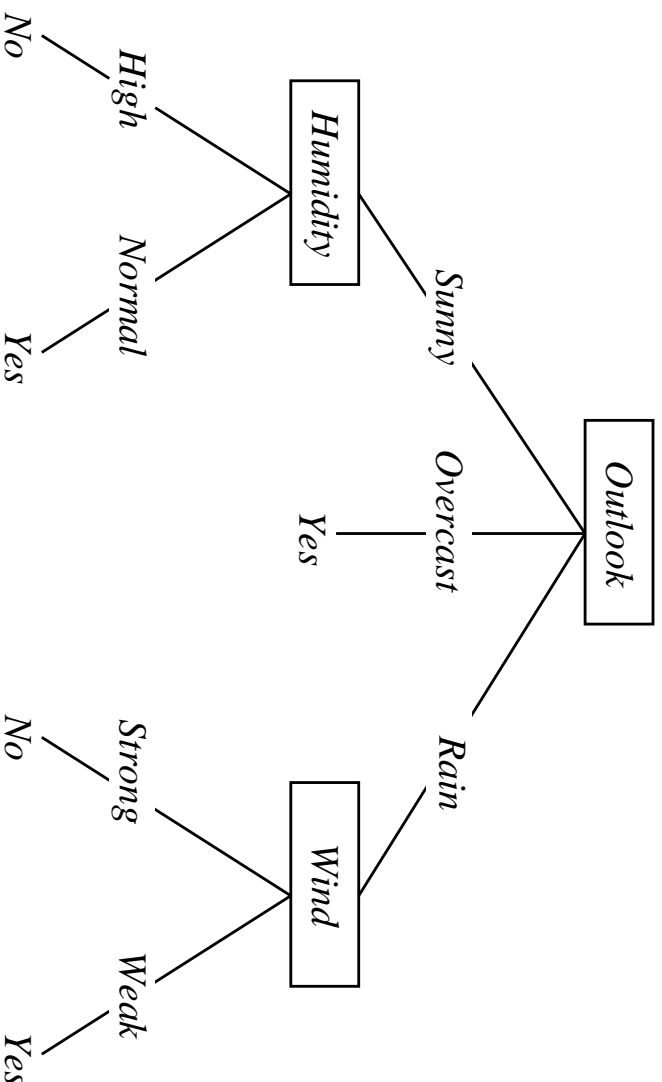 Outlook
Sunny Overcast Rain
Humidity Yes Wind
High Normal Strong Weak
No Yes No Yes